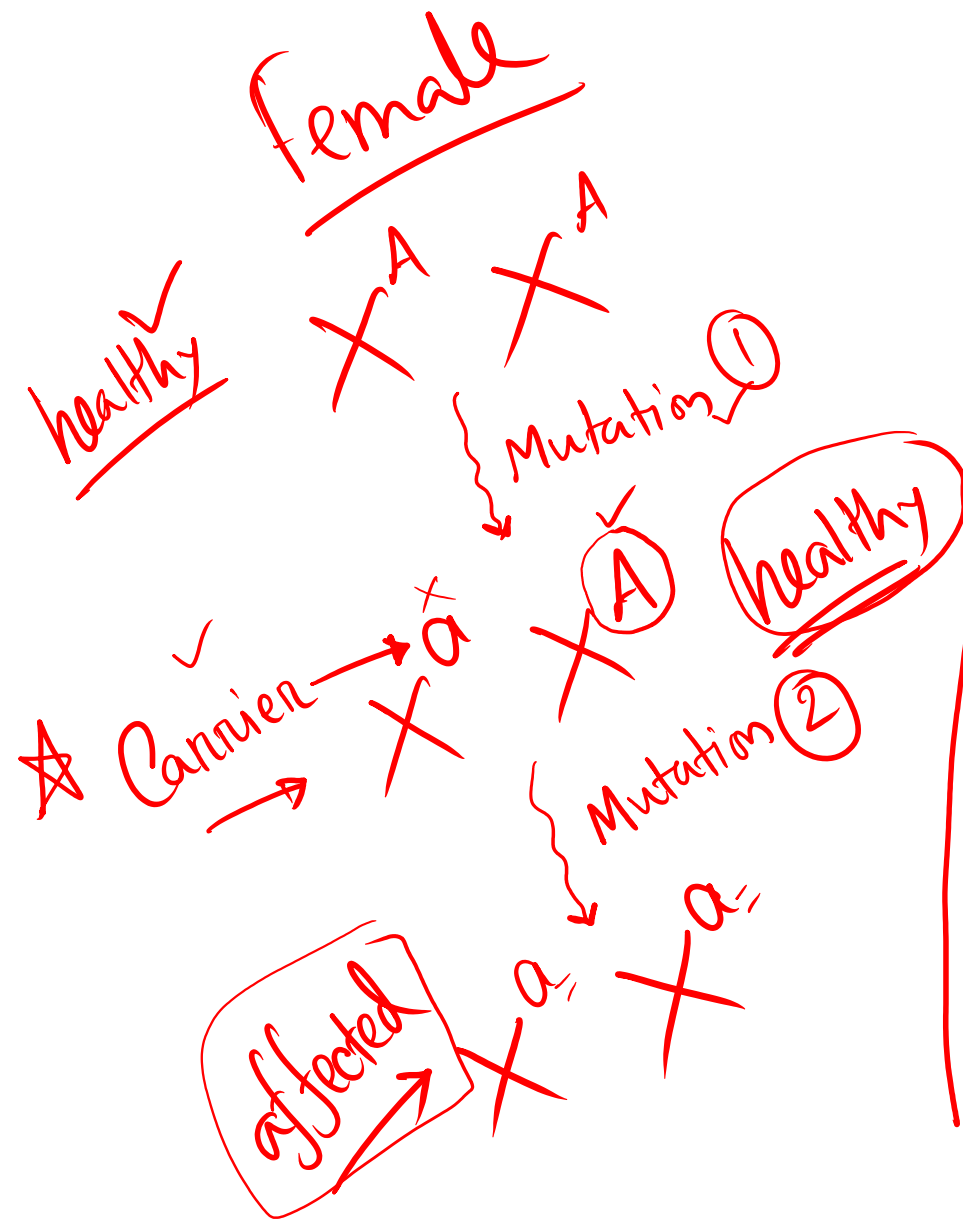 Female
healthy X^A X^A
Mutation 1
X^a X^A healthy
Carrier
Mutation 2
affected X^a X^a